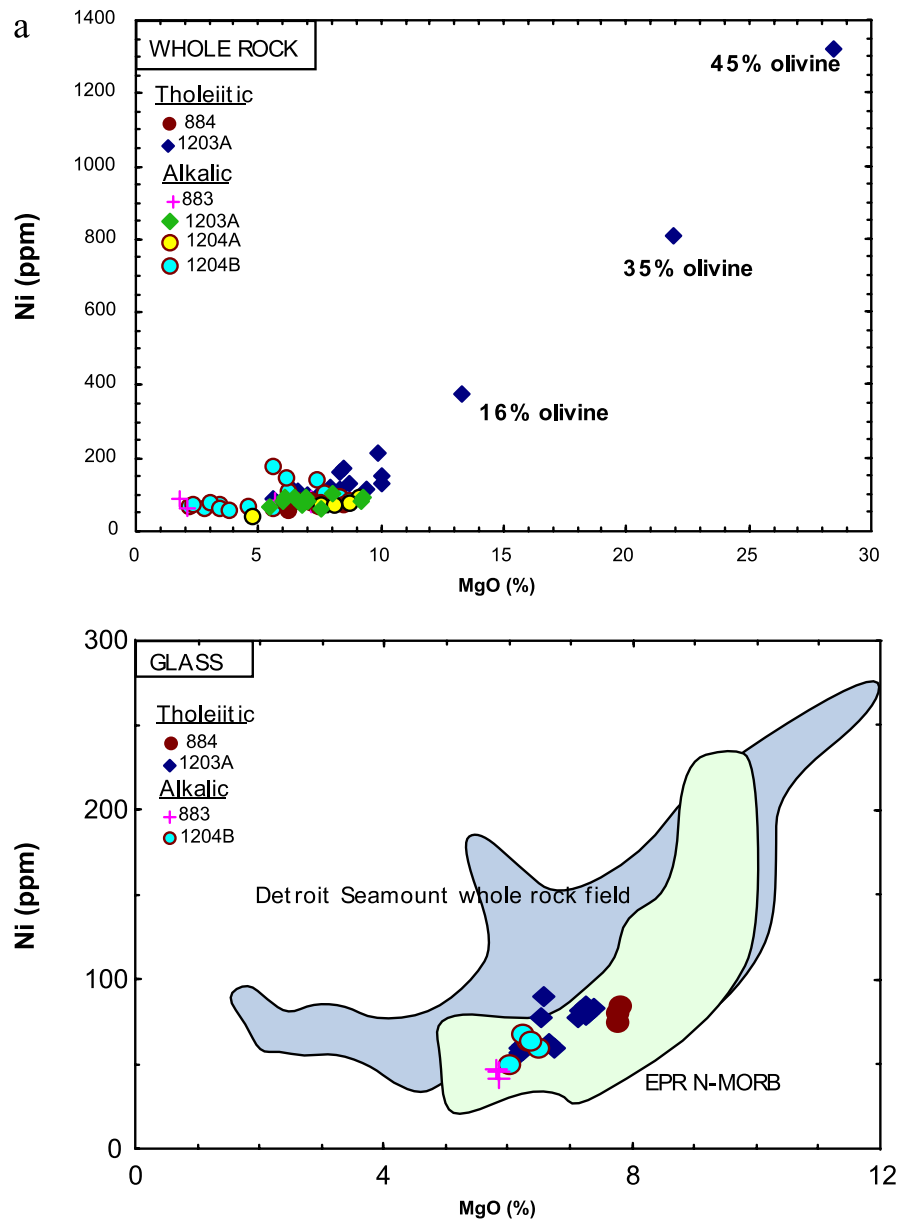 a
WHOLE ROCK
Tholeiitic
884
1203A
Alkalic
883
1203A
1204A
1204B
45% olivine
35% olivine
16% olivine
Ni (ppm)
1400
1200
1000
800
600
400
200
0
0 5 10 15 20 25 30
MgO (%)
GLASS
Tholeiitic
884
1203A
Alkalic
883
1204B
Detroit Seamount whole rock field
EPR N-MORB
Ni (ppm)
300
200
100
0
0 4 8 12
MgO (%)